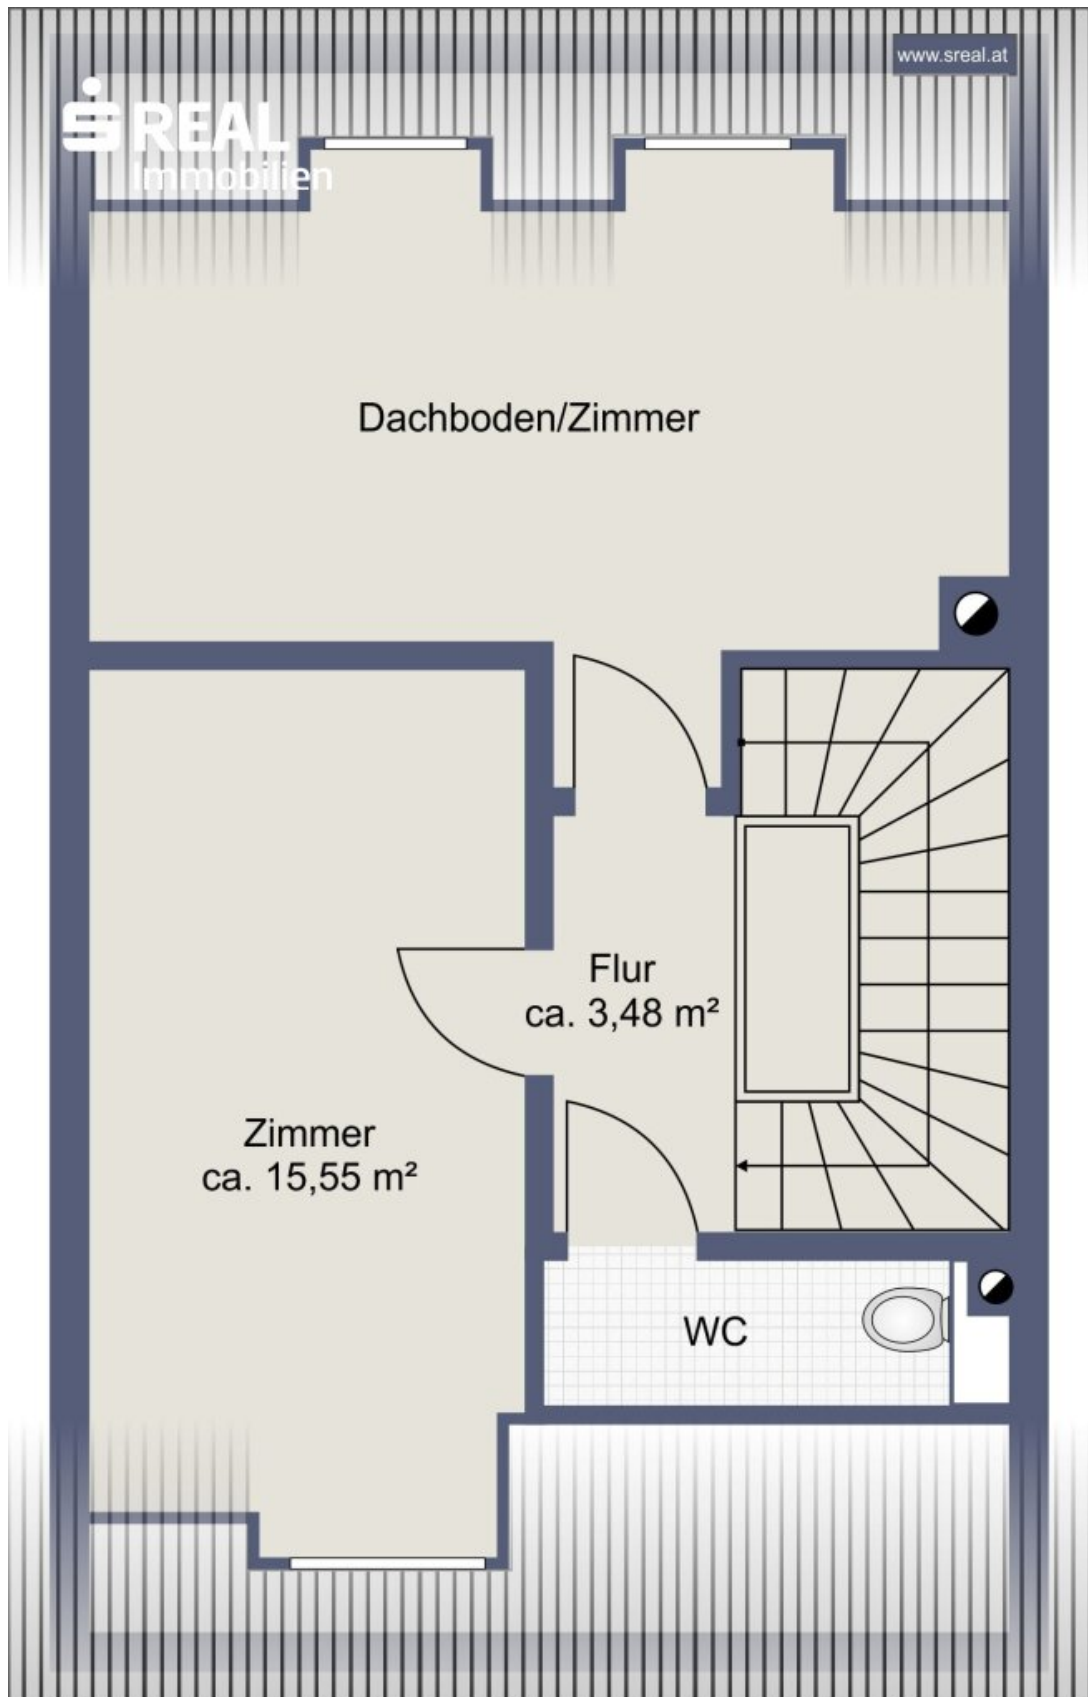 www.sreal.at
REAL
Immobilien
Dachboden/Zimmer
Flur
ca. 3,48 m²
Zimmer
ca. 15,55 m²
WC